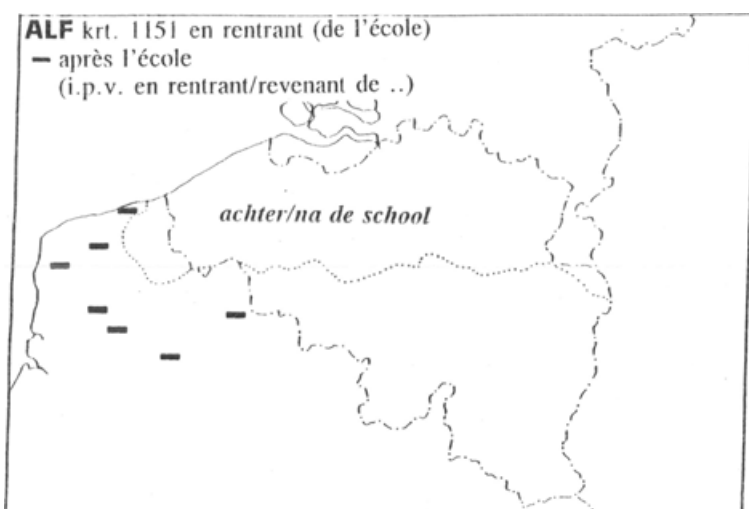 ALF krt. 1151 en rentrant (de l'école)
– après l'école
(i.p.v. en rentrant/revenant de ..)
achter/na de school